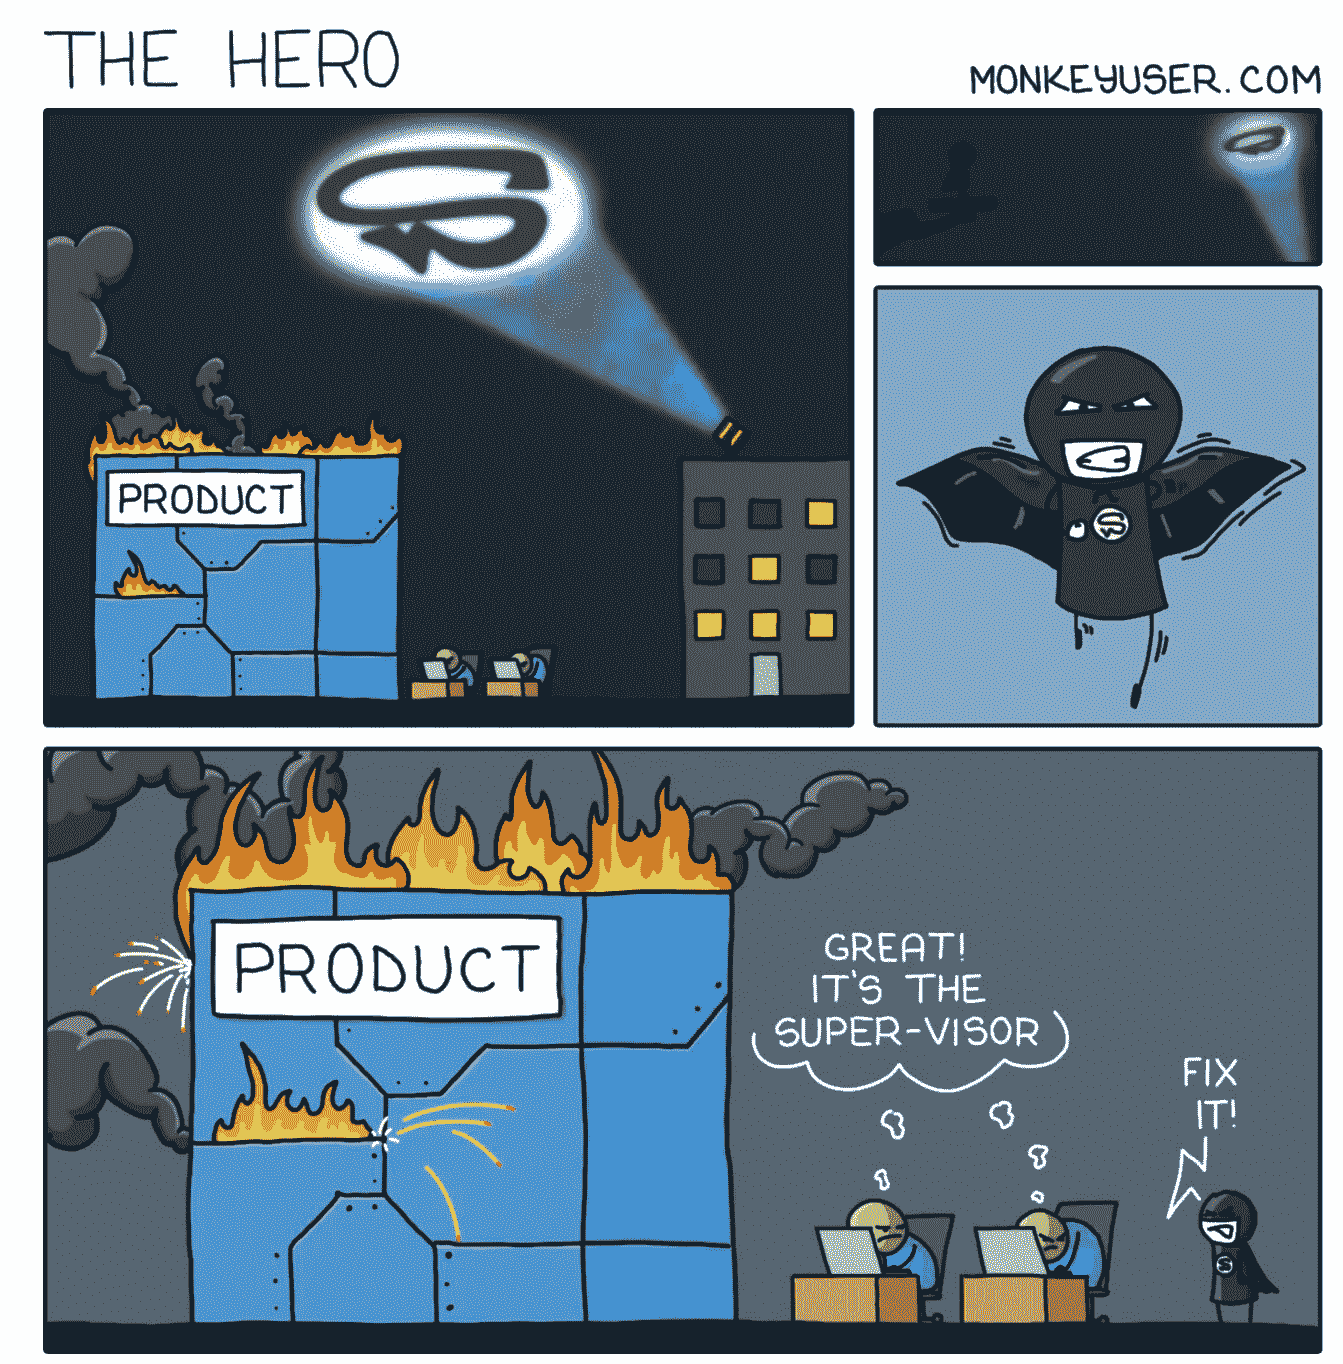 THE HERO
MONKEYUSER.COM
PRODUCT
PRODUCT
GREAT!
IT'S THE
SUPER-VISOR
FIX
IT!
S